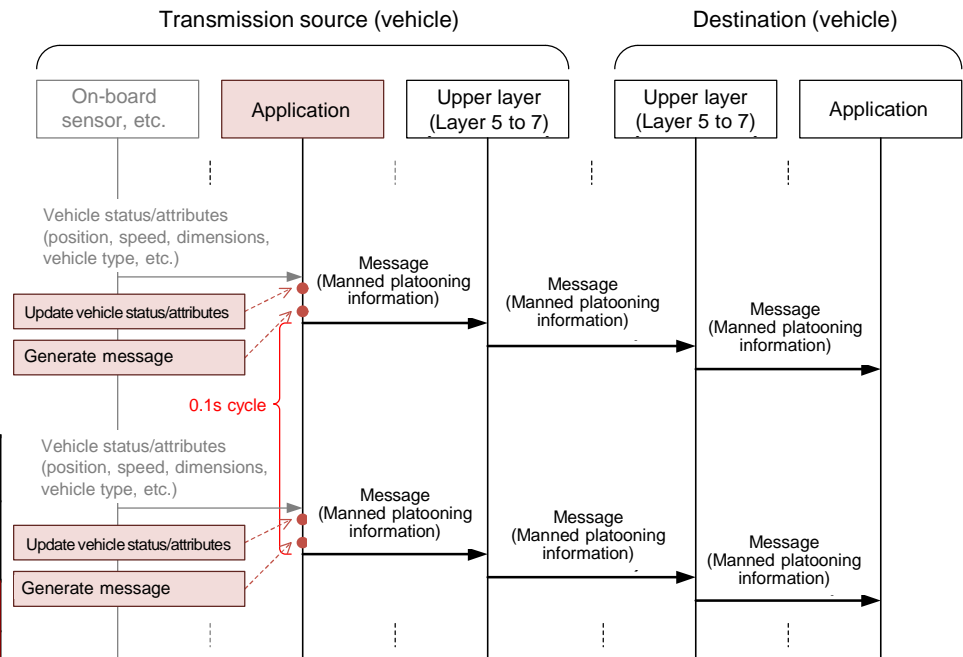 Transmission source (vehicle)
Destination (vehicle)
On-board
sensor, etc.
Application
Upper layer
(Layer 5 to 7)
Upper layer
(Layer 5 to 7)
Application
Vehicle status/attributes
(position, speed, dimensions,
vehicle type, etc.)
Message
(Manned platooning
information)
Message
(Manned platooning
information)
Message
(Manned platooning
information)
Update vehicle status/attributes
Generate message
0.1s cycle
Vehicle status/attributes
(position, speed, dimensions,
vehicle type, etc.)
Message
(Manned platooning
information)
Message
(Manned platooning
information)
Message
(Manned platooning
information)
Update vehicle status/attributes
Generate message